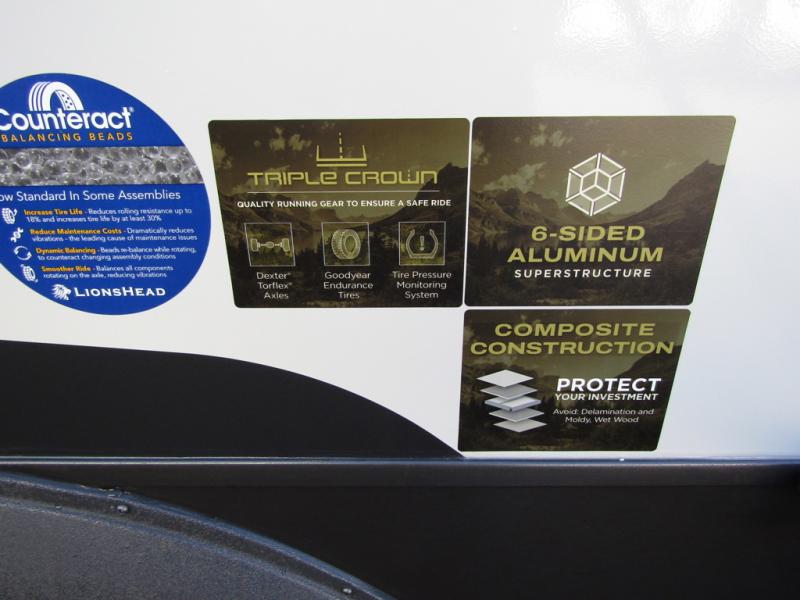 Counteract®
BALANCING BEADS
ow Standard In Some Assemblies
Increase Tire Life - Reduces rolling resistance up to
18% and increases tire life by at least 30%
Reduce Maintenance Costs - Dramatically reduces
vibrations - the leading cause of maintenance issues
Dynamic Balancing - Beads re-balance while rotating,
to counteract changing assembly conditions
Smoother Ride - Balances all components
rotating on the axle, reducing vibrations
LIONSHEAD
TRIPLE CROWN
QUALITY RUNNING GEAR TO ENSURE A SAFE RIDE
Dexter®
Torflex®
Axles
Goodyear
Endurance
Tires
Tire Pressure
Monitoring
System
6-SIDED
ALUMINUM
SUPERSTRUCTURE
COMPOSITE
CONSTRUCTION
PROTECT
YOUR INVESTMENT
Avoid: Delamination and
Moldy, Wet Wood